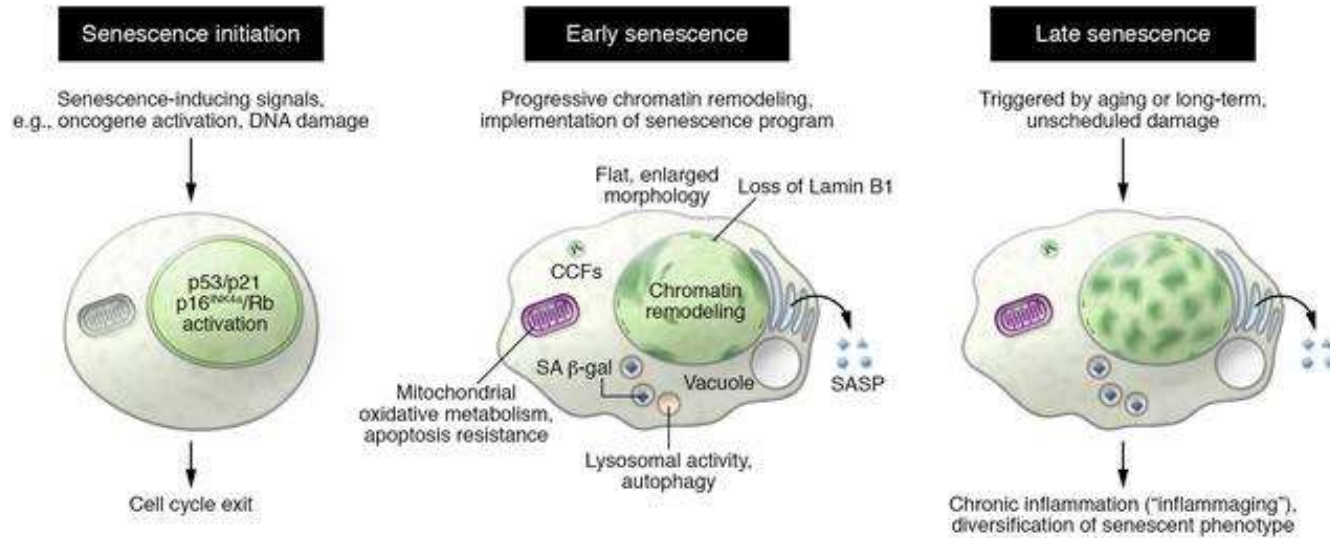 Senescence initiation
Senescence-inducing signals,
e.g., oncogene activation, DNA damage
p53/p21
p16INK4a/Rb
activation
Cell cycle exit
Early senescence
Progressive chromatin remodeling,
implementation of senescence program
Flat, enlarged
morphology
Loss of Lamin B1
CCFs
Chromatin
remodeling
SA β-gal
Vacuole
SASP
Mitochondrial
oxidative metabolism,
apoptosis resistance
Lysosomal activity,
autophagy
Late senescence
Triggered by aging or long-term,
unscheduled damage
Chronic inflammation (“inflammaging”),
diversification of senescent phenotype